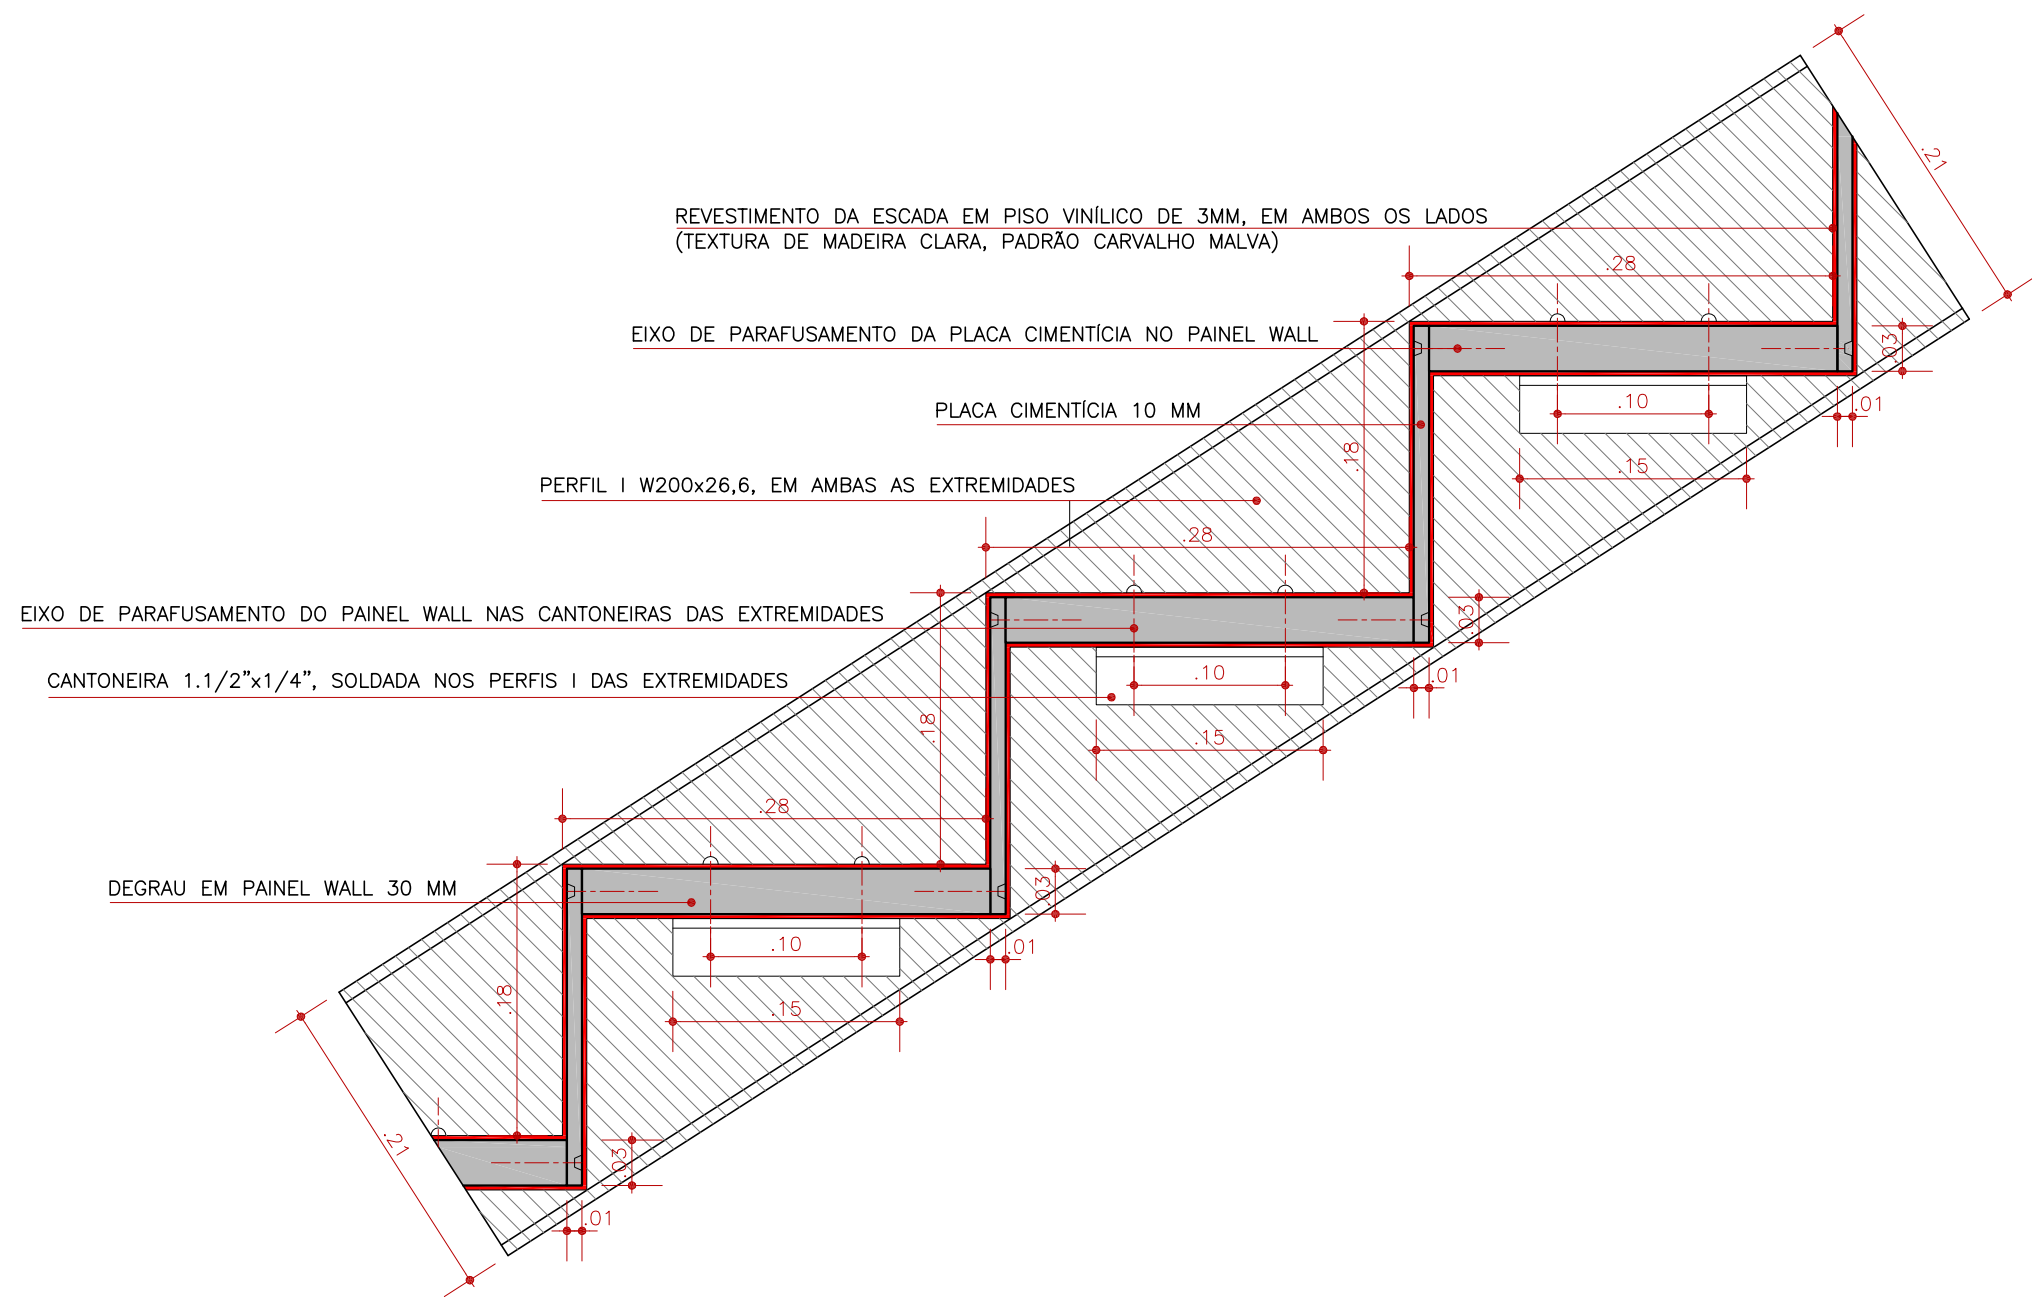 .21
REVESTIMENTO DA ESCADA EM PISO VINÍLICO DE 3MM, EM AMBOS OS LADOS
(TEXTURA DE MADEIRA CLARA, PADRÃO CARVALHO MALVA)
.28
EIXO DE PARAFUSAMENTO DA PLACA CIMENTÍCIA NO PAINEL WALL
.03
PLACA CIMENTÍCIA 10 MM
.10
.01
.18
.15
PERFIL I W200x26,6, EM AMBAS AS EXTREMIDADES
.28
EIXO DE PARAFUSAMENTO DO PAINEL WALL NAS CANTONEIRAS DAS EXTREMIDADES
.03
CANTONEIRA 1.1/2”x1/4”, SOLDADA NOS PERFIS I DAS EXTREMIDADES
.10
.01
.18
.15
.28
DEGRAU EM PAINEL WALL 30 MM
.03
.10
.01
.18
.15
.21
.03
.01